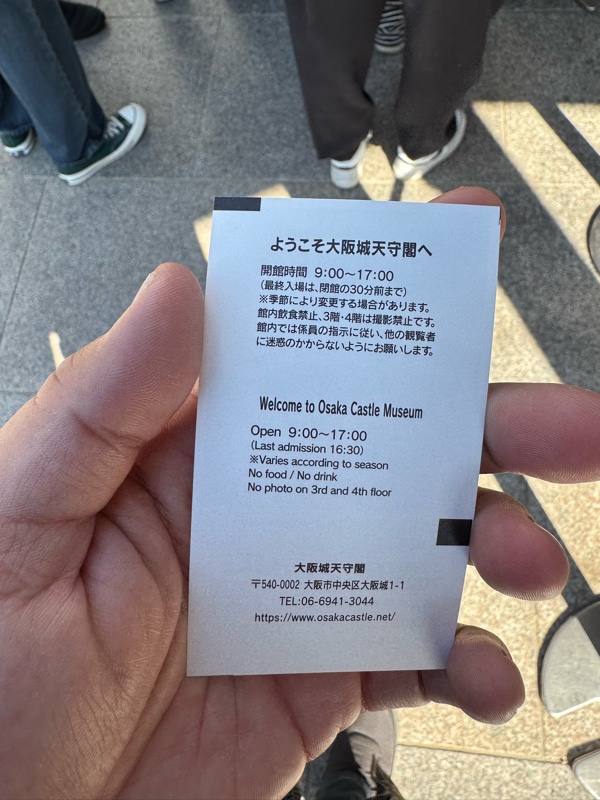 ようこそ大阪城天守閣へ
開館時間 9:00～17:00
（最終入場は、閉館の30分前まで）
※季節により変更する場合があります。
館内飲食禁止、3階・4階は撮影禁止です。
館内では係員の指示に従い、他の観覧者
に迷惑のかからないようにお願いします。
Welcome to Osaka Castle Museum
Open 9:00～17:00
（Last admission 16:30）
※Varies according to season
No food / No drink
No photo on 3rd and 4th floor
大阪城天守閣
〒540-0002 大阪市中央区大阪城1-1
TEL:06-6941-3044
https://www.osakacastle.net/